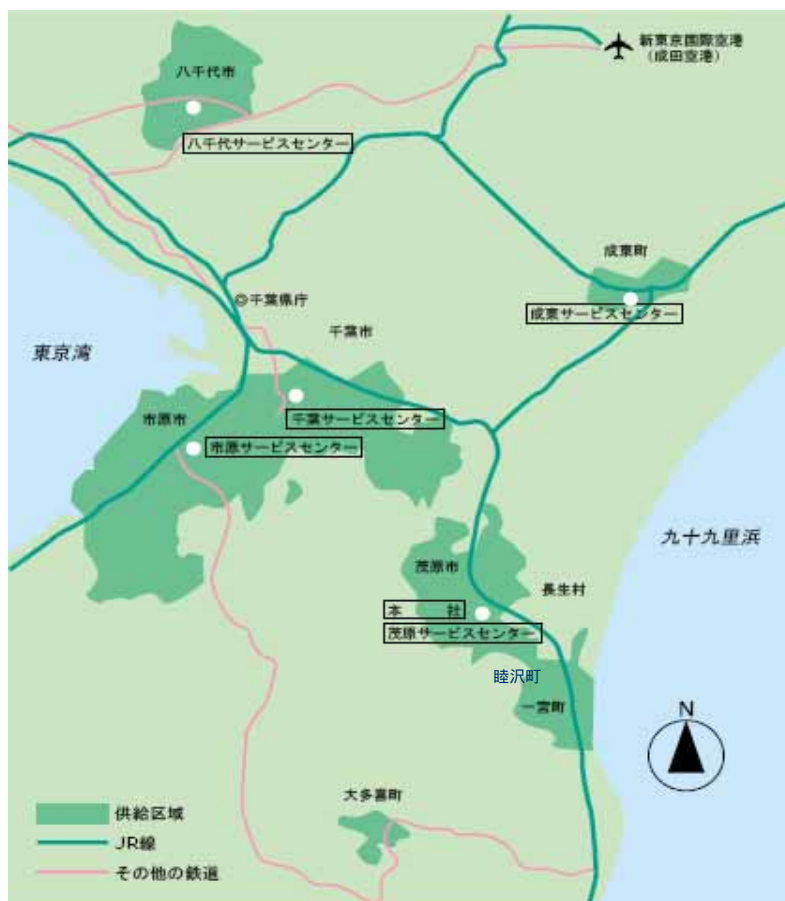 新東京国際空港
(成田空港)
八千代市
八千代サービスセンター
成東町
成東サービスセンター
◎千葉県庁
千葉市
東京湾
千葉サービスセンター
市原市
市原サービスセンター
九十九里浜
茂原市
長生村
本 社
茂原サービスセンター
睦沢町
一宮町
N
大多喜町
供給区域
JR線
その他の鉄道